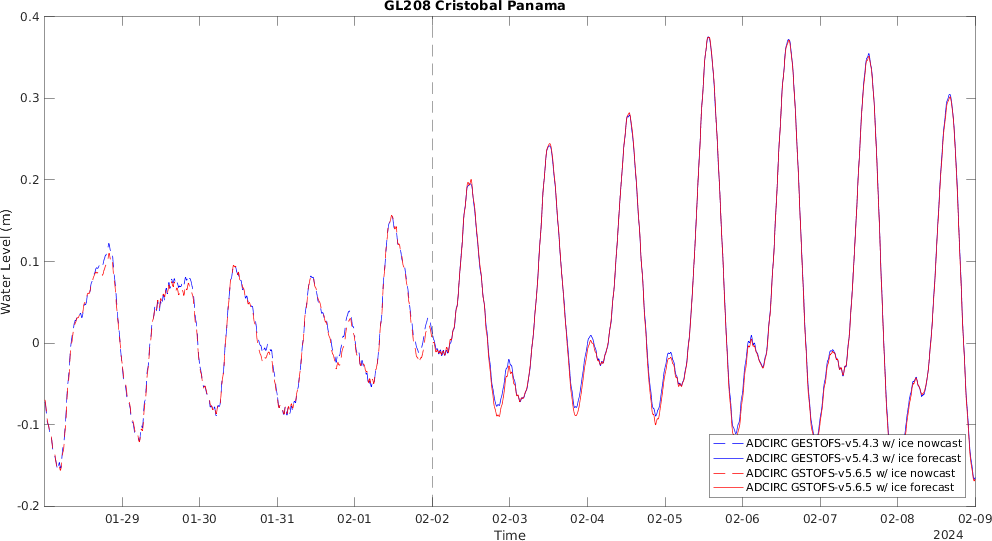 GL208 Cristobal Panama
0.4
0.3
0.2
0.1
0
-0.1
-0.2
Water Level (m)
01-29 01-30 01-31 02-01 02-02 02-03 02-04 02-05 02-06 02-07 02-08 02-09
Time
2024
ADCIRC GESTOFS-v5.4.3 w/ ice nowcast
ADCIRC GESTOFS-v5.4.3 w/ ice forecast
ADCIRC GSTOFS-v5.6.5 w/ ice nowcast
ADCIRC GSTOFS-v5.6.5 w/ ice forecast